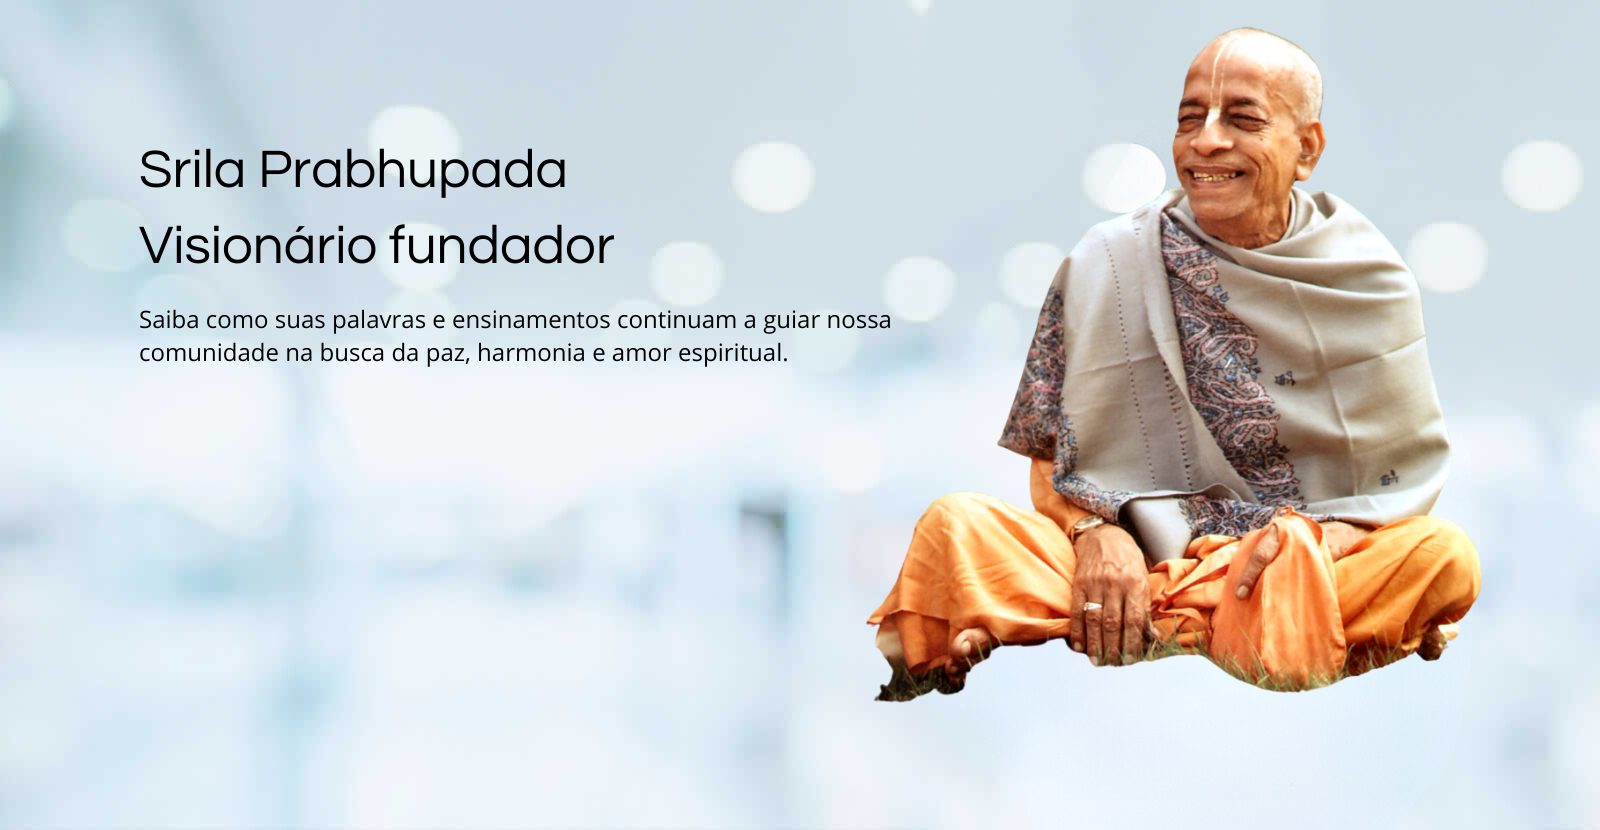 Srila Prabhupada
Visionário fundador
Saiba como suas palavras e ensinamentos continuam a guiar nossa
comunidade na busca da paz, harmonia e amor espiritual.